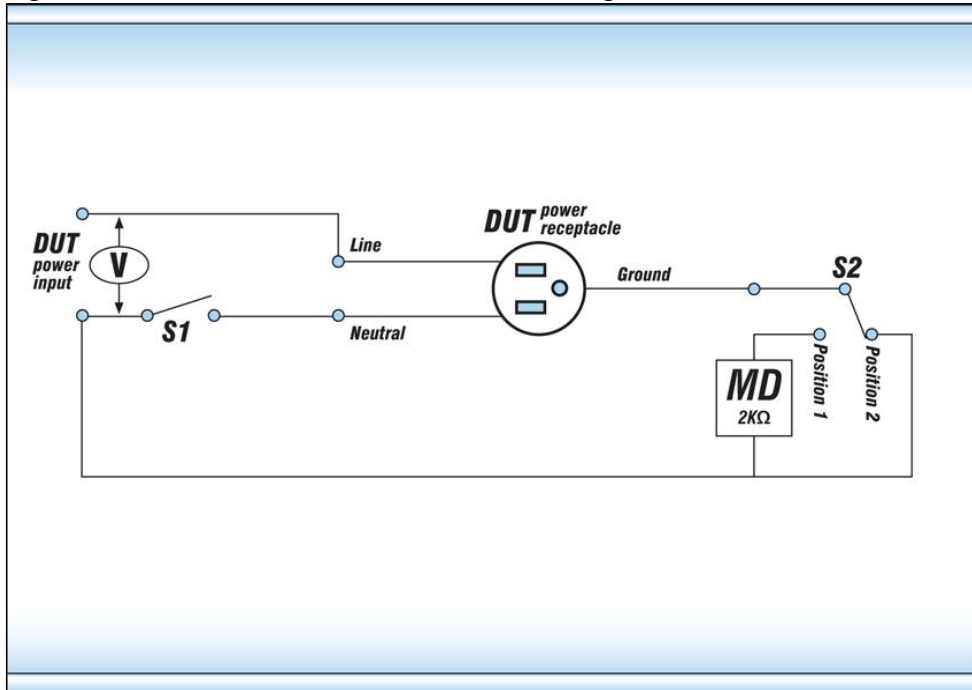 DUT
power
input
V
S1
Line
Neutral
DUT power
receptacle
Ground
S2
MD
2KΩ
Position 1
Position 2